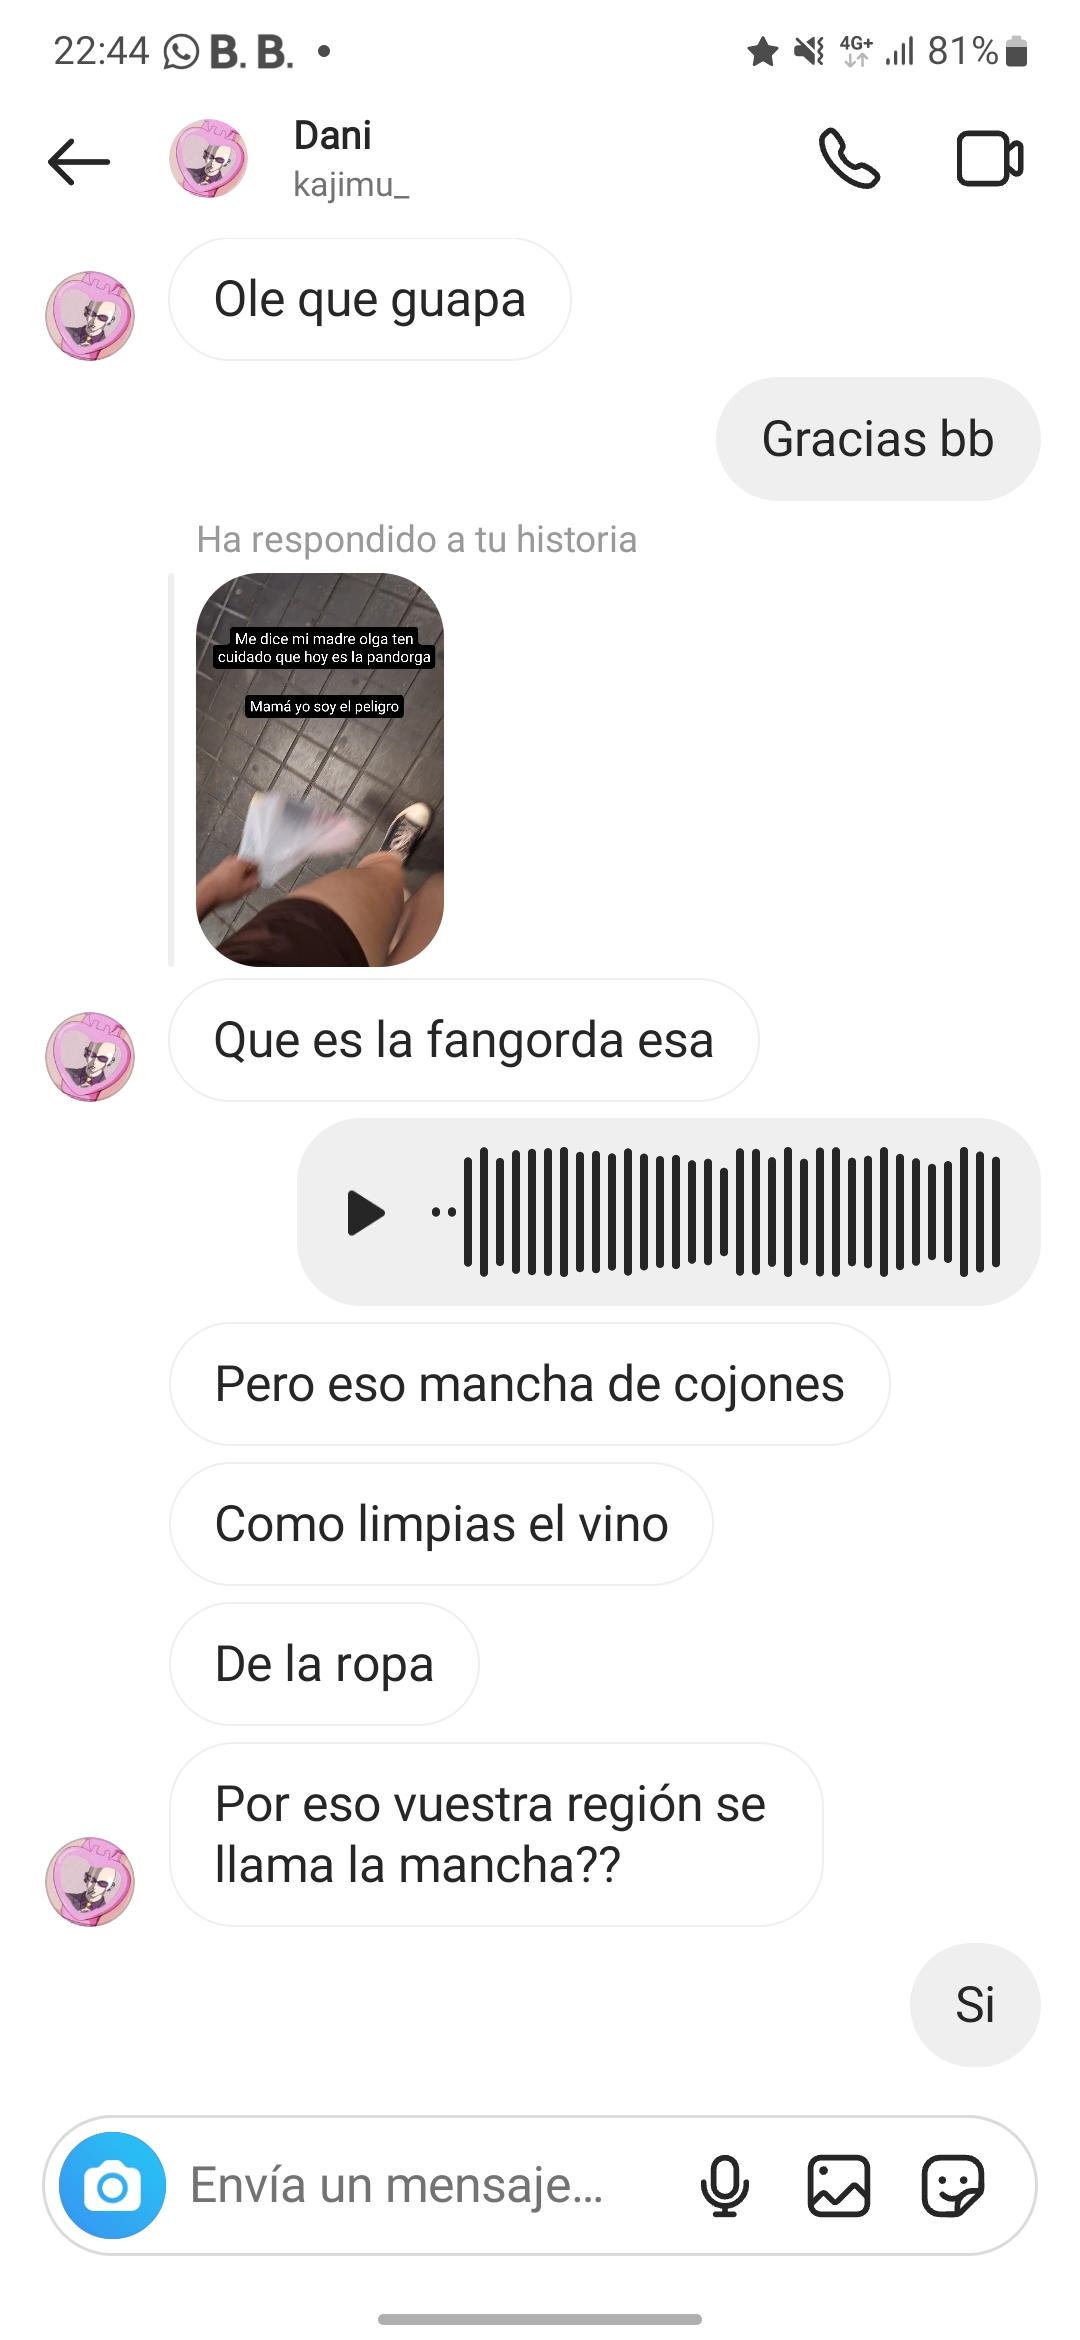 22:44 B. B. • 4G+ 81%
Dani
kajimu_
Ole que guapa
Gracias bb
Ha respondido a tu historia
Me dice mi madre olga ten
cuidado que hoy es la pandorga
Mamá yo soy el peligro
Que es la fangorda esa
Pero eso mancha de cojones
Como limpias el vino
De la ropa
Por eso vuestra región se
llama la mancha??
Si
Envía un mensaje...